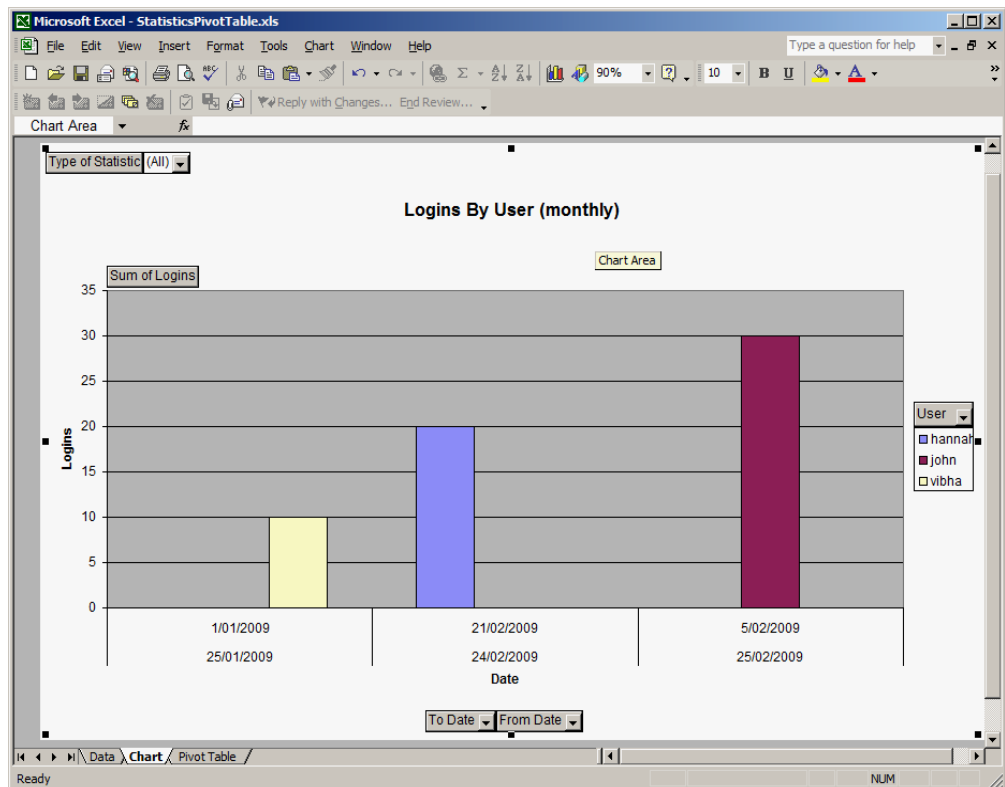 Microsoft Excel - StatisticsPivotTable.xls
File Edit View Insert Format Tools Chart Window Help
Type a question for help
90%
10
B U
A
Reply with Changes... End Review...
Chart Area
fx
Type of Statistic (All)
Logins By User (monthly)
Chart Area
Sum of Logins
35
30
25
20
15
10
5
0
Logins
User
hannah
john
vibha
1/01/2009 21/02/2009 5/02/2009
25/01/2009 24/02/2009 25/02/2009
Date
To Date From Date
Data Chart Pivot Table
Ready
NUM